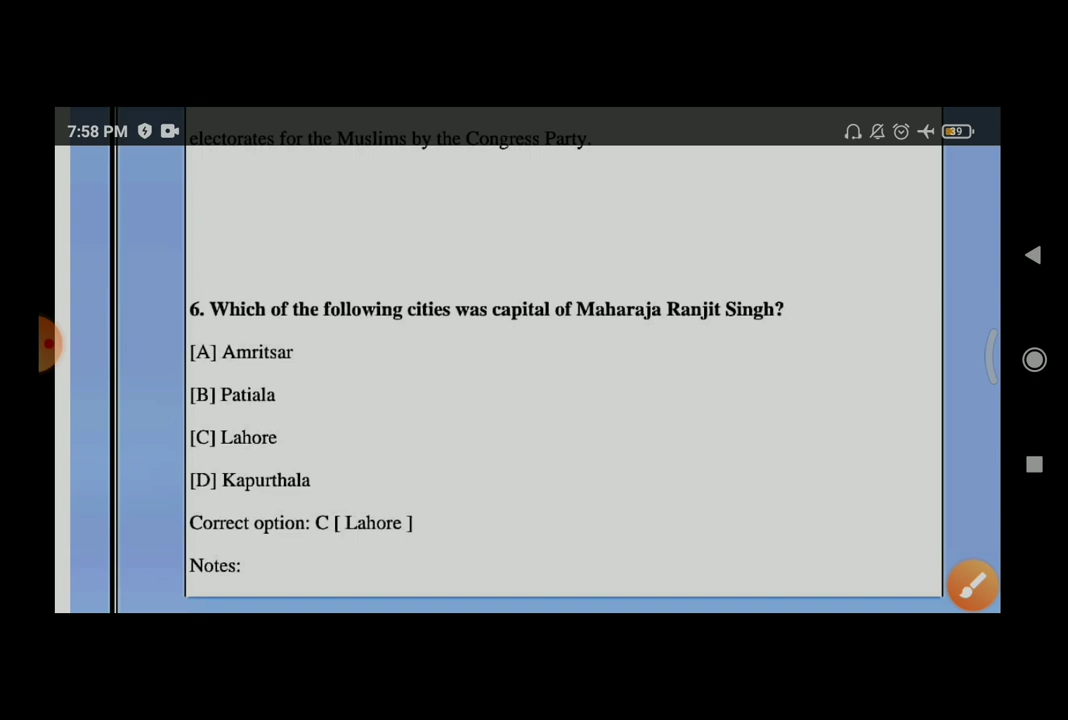 7:58 PM
39
electorates for the Muslims by the Congress Party.
6. Which of the following cities was capital of Maharaja Ranjit Singh?
[A] Amritsar
[B] Patiala
[C] Lahore
[D] Kapurthala
Correct option: C [ Lahore ]
Notes: